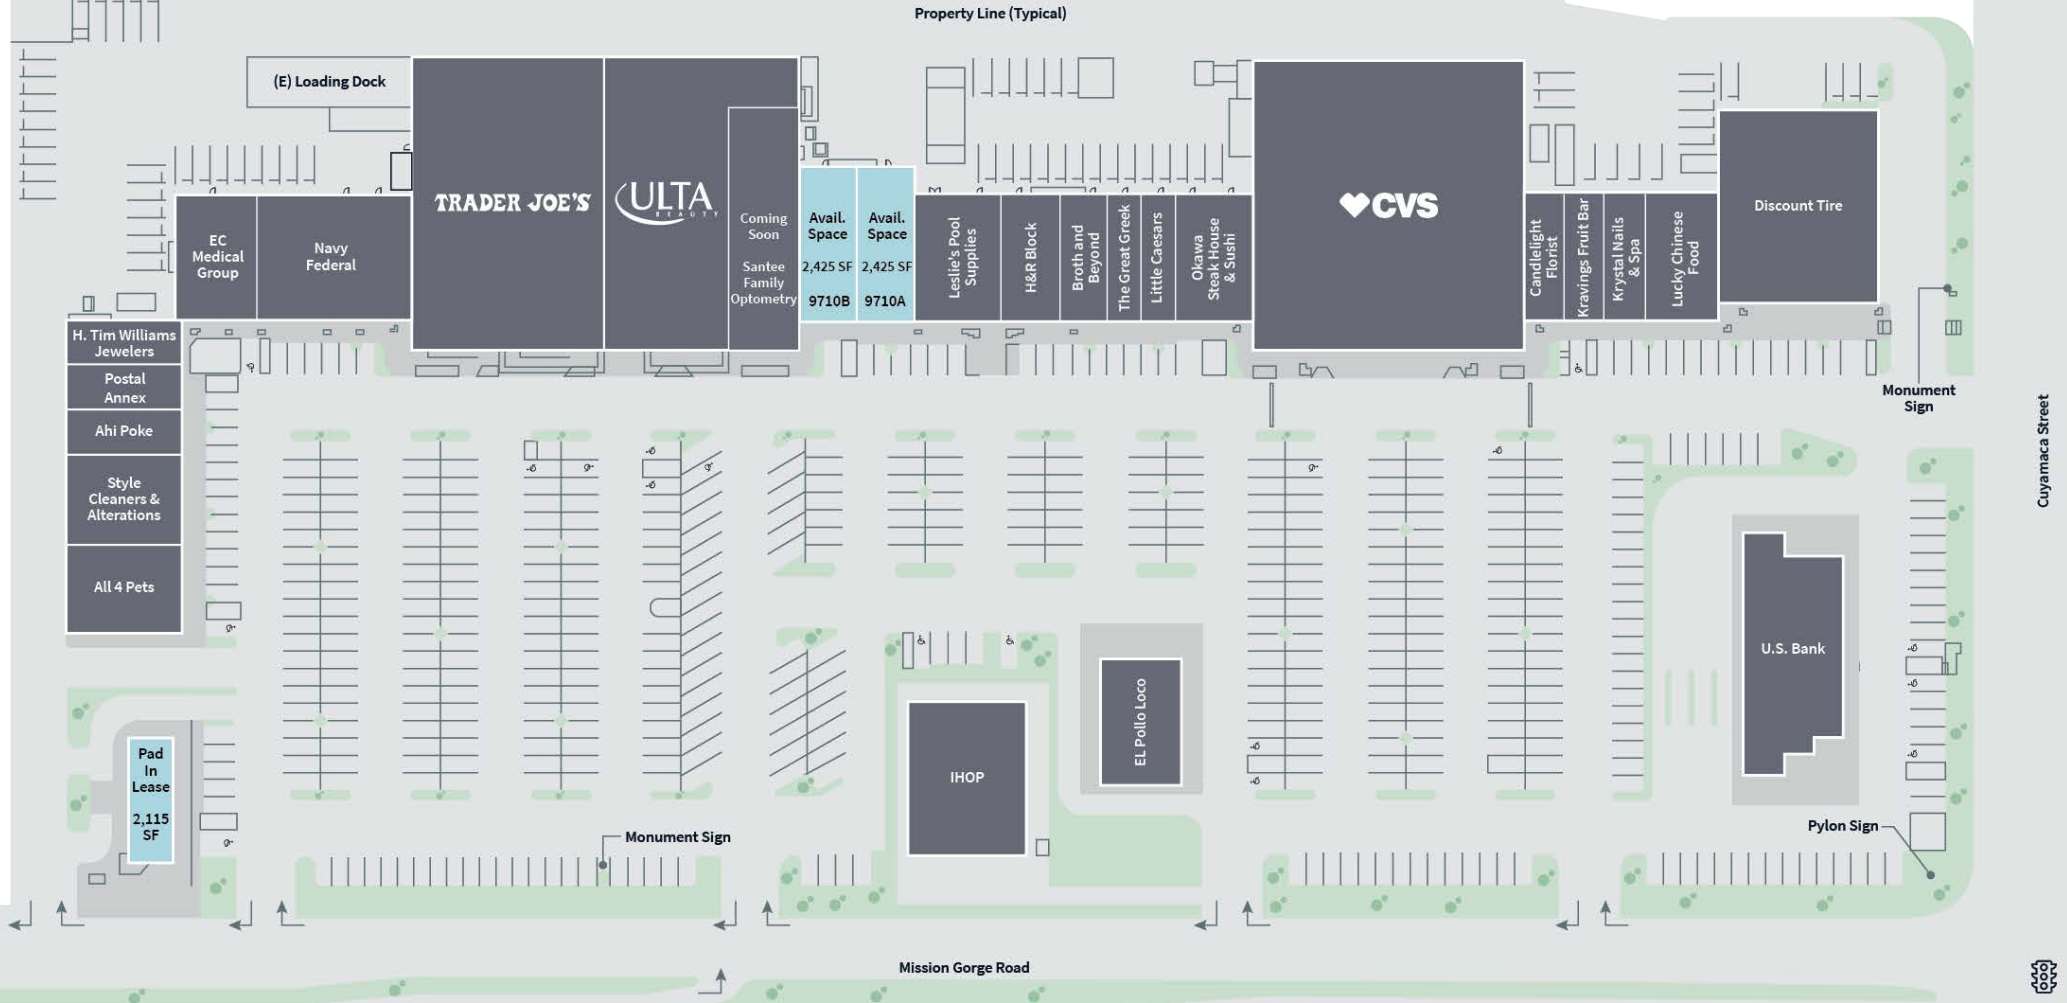 Property Line (Typical)
(E) Loading Dock
TRADER JOE'S
ULTA
BEAUTY
Coming
Soon
Santee
Family
Optometry
Avail.
Space
2,425 SF
9710B
Avail.
Space
2,425 SF
9710A
Leslie's Pool
Supplies
H&R Block
Broth and
Beyond
The Great Greek
Little Caesars
Okawa
Steak House
& Sushi
CVS
Candlelight
Florist
Kravings Fruit Bar
Krystal Nails
& Spa
Lucky Chinese
Food
Discount Tire
EC
Medical
Group
Navy
Federal
H. Tim Williams
Jewelers
Postal
Annex
Ahi Poke
Style
Cleaners &
Alterations
All 4 Pets
Monument
Sign
Cuyamaca Street
U.S. Bank
EL Pollo Loco
IHOP
Pad
In
Lease
2,115
SF
Monument Sign
Pylon Sign
Mission Gorge Road